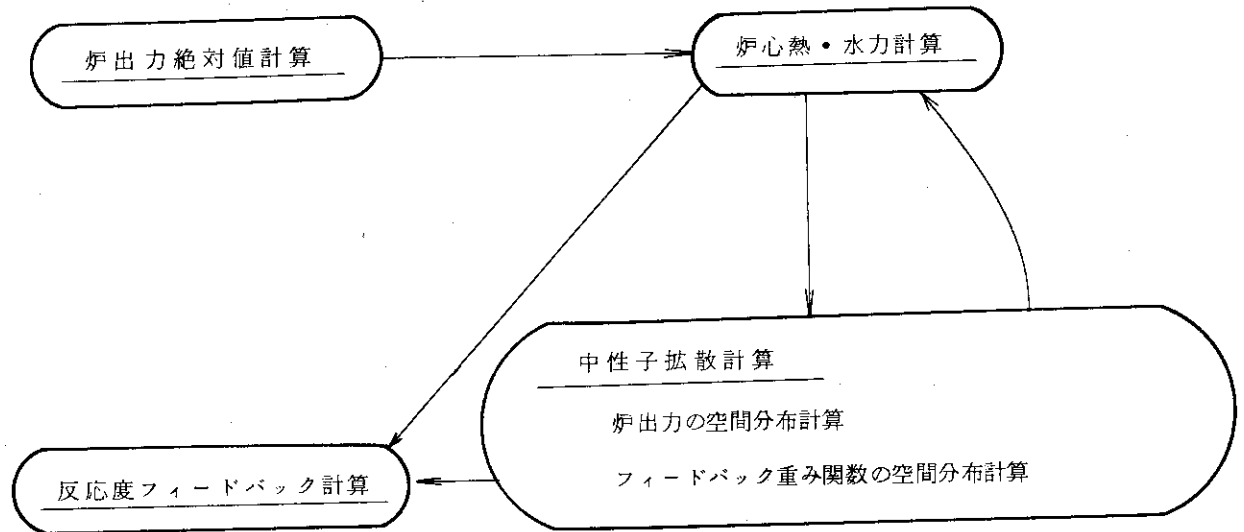 炉出力絶対値計算
炉心熱・水力計算
中性子拡散計算
炉出力の空間分布計算
フィードバック重み関数の空間分布計算
反応度フィードバック計算